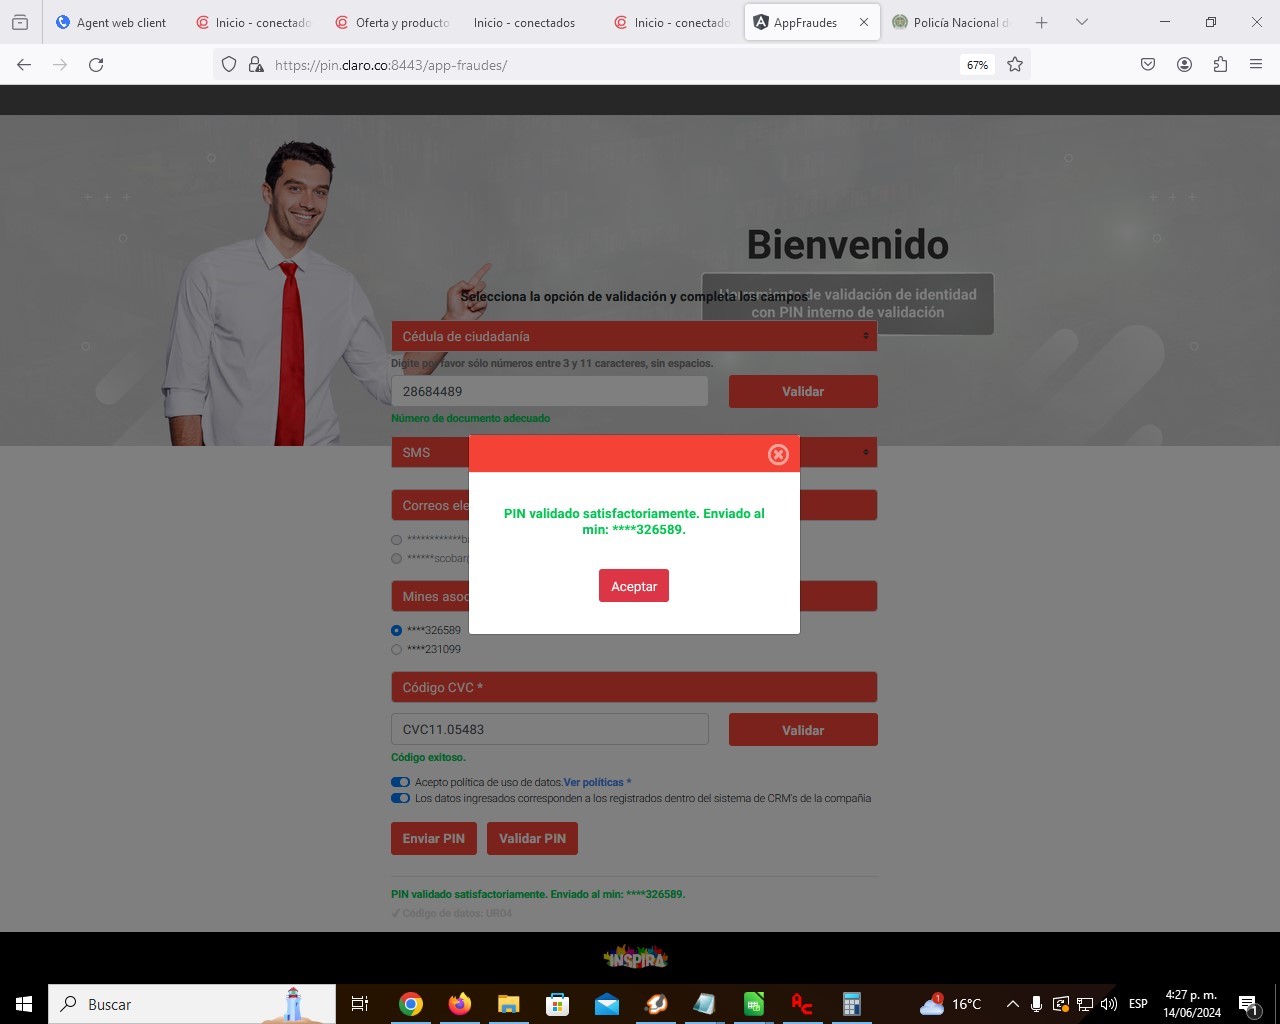 Agent web client
Inicio - conectado
Oferta y producto
Inicio - conectados
Inicio - conectado
AppFraudes
Policía Nacional d
https://pin.claro.co:8443/app-fraudes/
67%
Bienvenido
Herramienta de validación de identidad
con PIN interno de validación
Selecciona la opción de validación y completa los campos
Cédula de ciudadanía
Digite por favor sólo números entre 3 y 11 caracteres, sin espacios.
28684489
Validar
Número de documento adecuado
SMS
Correos ele
************ba
******scobar@
PIN validado satisfactoriamente. Enviado al
min: ****326589.
Aceptar
Mines asoc
****326589
****231099
Código CVC *
CVC11.05483
Validar
Código exitoso.
Acepto política de uso de datos.Ver políticas *
Los datos ingresados corresponden a los registrados dentro del sistema de CRM's de la compañia
Enviar PIN
Validar PIN
PIN validado satisfactoriamente. Enviado al min: ****326589.
✓ Código de datos: UR04
INSPIRA
Buscar
1
16°C
ESP
4:27 p. m.
14/06/2024
1